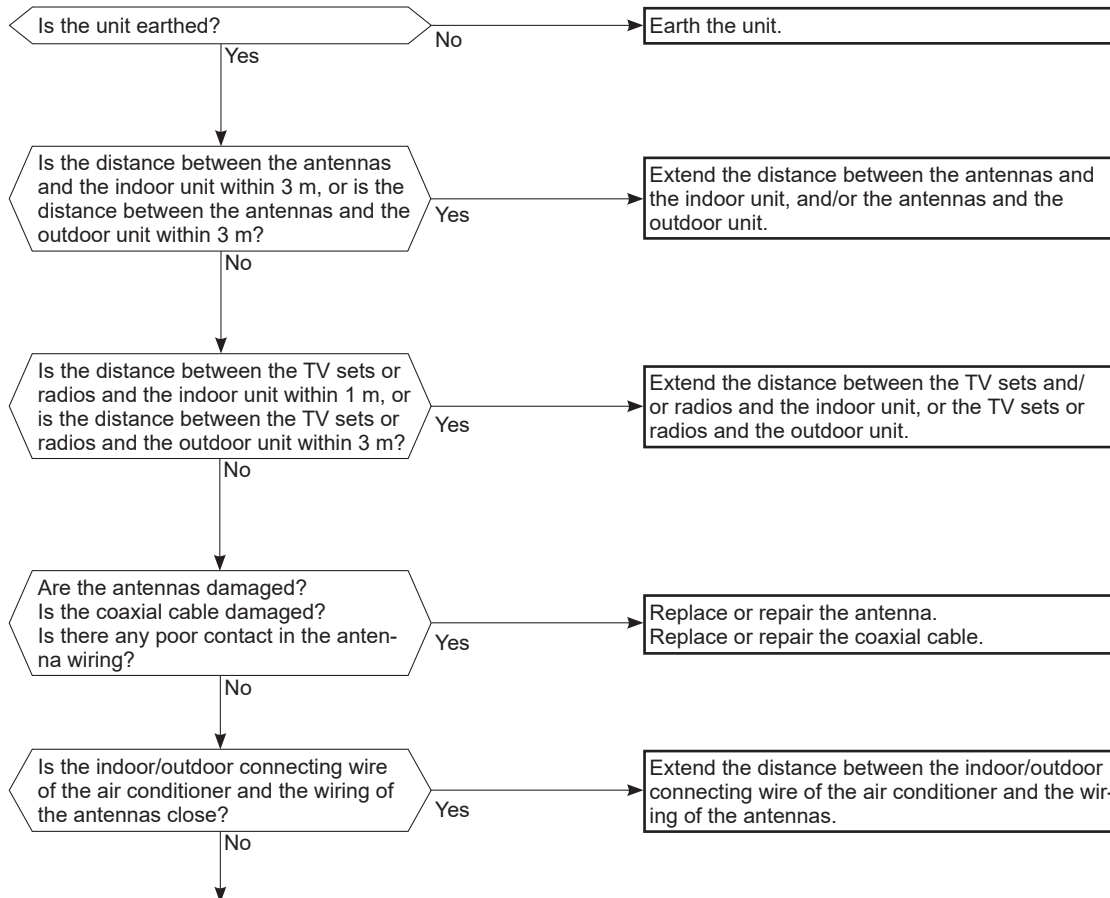 Is the unit earthed?
No
Earth the unit.
Yes
Is the distance between the antennas
and the indoor unit within 3 m, or is the
distance between the antennas and the
outdoor unit within 3 m?
Yes
Extend the distance between the antennas and
the indoor unit, and/or the antennas and the
outdoor unit.
No
Is the distance between the TV sets or
radios and the indoor unit within 1 m, or
is the distance between the TV sets or
radios and the outdoor unit within 3 m?
Yes
Extend the distance between the TV sets and/
or radios and the indoor unit, or the TV sets or
radios and the outdoor unit.
No
Are the antennas damaged?
Is the coaxial cable damaged?
Is there any poor contact in the anten-
na wiring?
Yes
Replace or repair the antenna.
Replace or repair the coaxial cable.
No
Is the indoor/outdoor connecting wire
of the air conditioner and the wiring of
the antennas close?
Yes
Extend the distance between the indoor/outdoor
connecting wire of the air conditioner and the wir-
ing of the antennas.
No